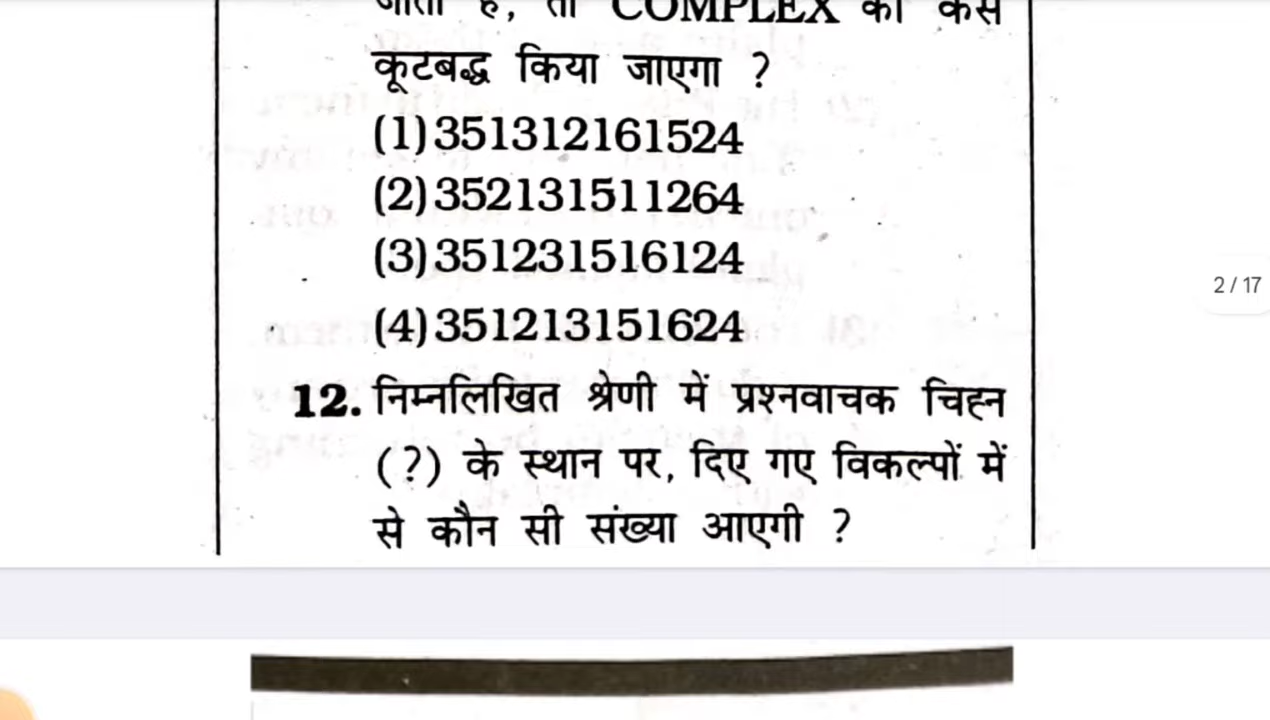 जाता है, तो COMPLEX को कैसे
कूटबद्ध किया जाएगा ?
(1) 351312161524
(2) 352131511264
(3) 351231516124
(4) 351213151624
2 / 17
12. निम्नलिखित श्रेणी में प्रश्नवाचक चिह्न
(?) के स्थान पर, दिए गए विकल्पों में
से कौन सी संख्या आएगी ?